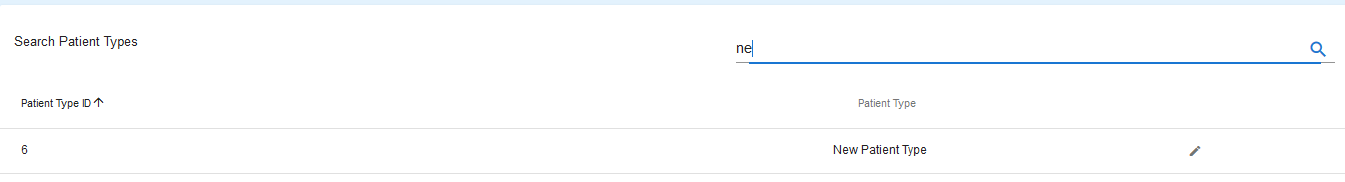 Search Patient Types
ne
Patient Type ID Patient Type
6 New Patient Type